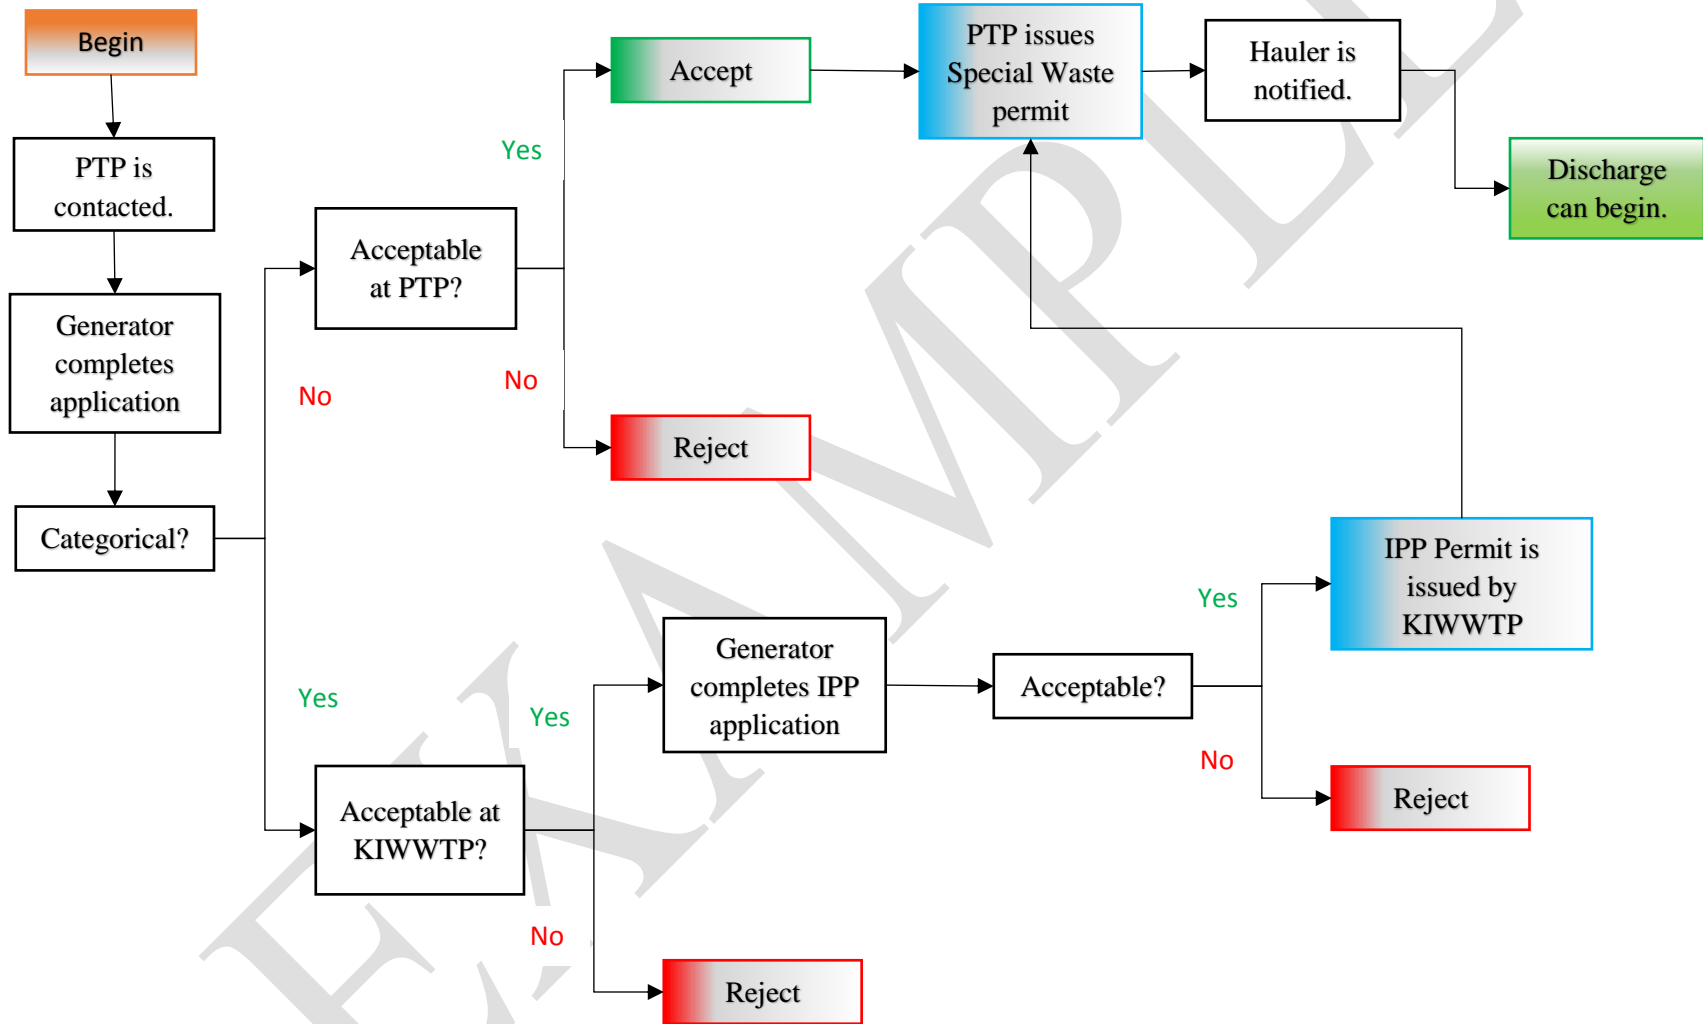 Begin
PTP is
contacted.
Generator
completes
application
Categorical?
No
Yes
Acceptable
at PTP?
Yes
No
Accept
Reject
PTP issues
Special Waste
permit
Hauler is
notified.
Discharge
can begin.
Acceptable at
KIWWTP?
Yes
No
Generator
completes IPP
application
Reject
Acceptable?
Yes
No
IPP Permit is
issued by
KIWWTP
Reject
EXAMPLE